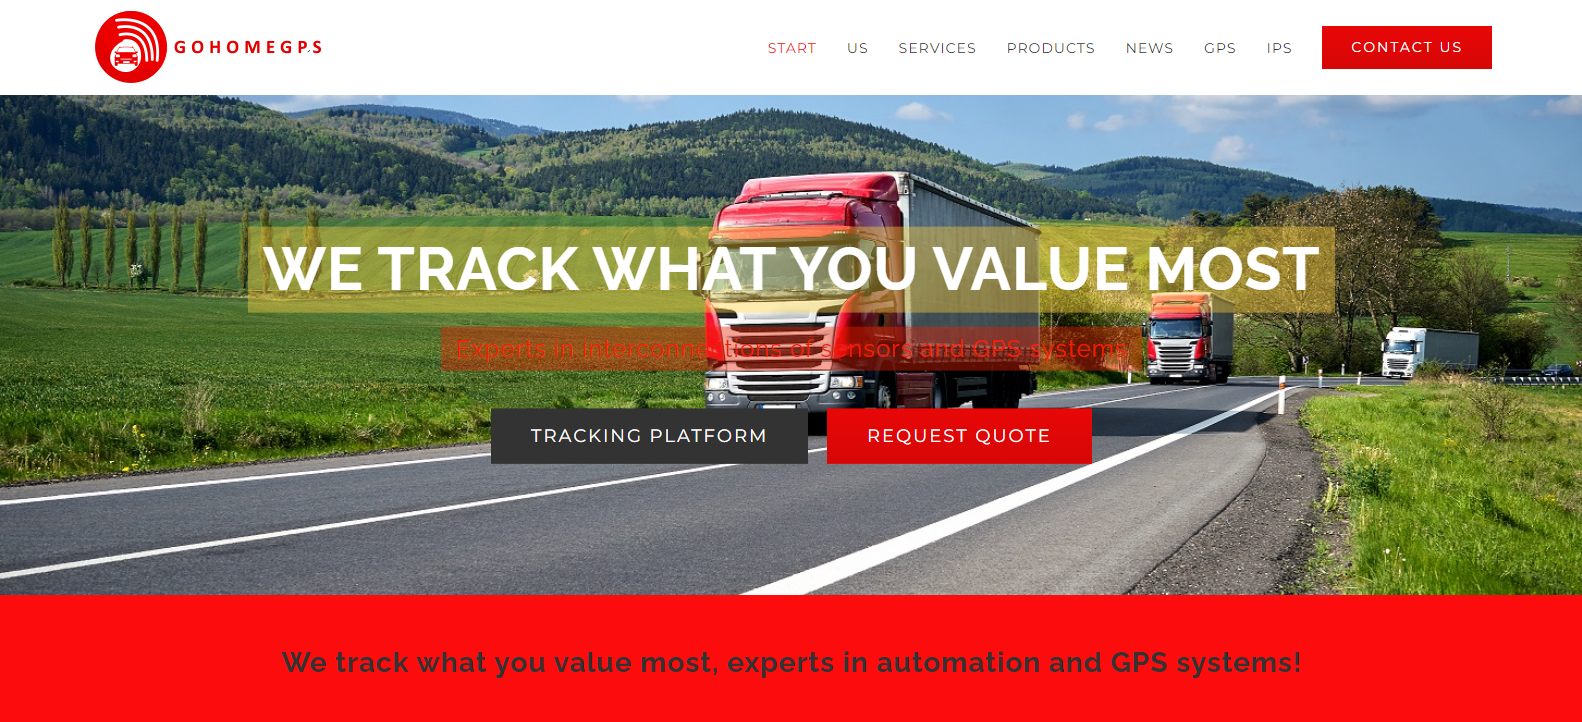 GOHOMEGPS
START US SERVICES PRODUCTS NEWS GPS IPS CONTACT US
WE TRACK WHAT YOU VALUE MOST
Experts in interconnections of sensors and GPS systems
TRACKING PLATFORM REQUEST QUOTE
We track what you value most, experts in automation and GPS systems!